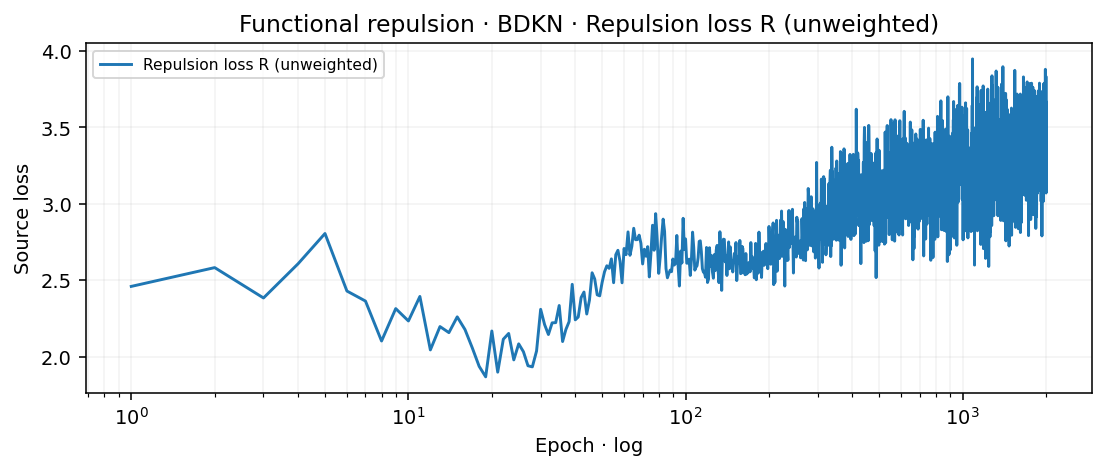 Functional repulsion · BDKN · Repulsion loss R (unweighted)
Repulsion loss R (unweighted)
Source loss
4.0
3.5
3.0
2.5
2.0
10⁰
10¹
10²
10³
Epoch · log